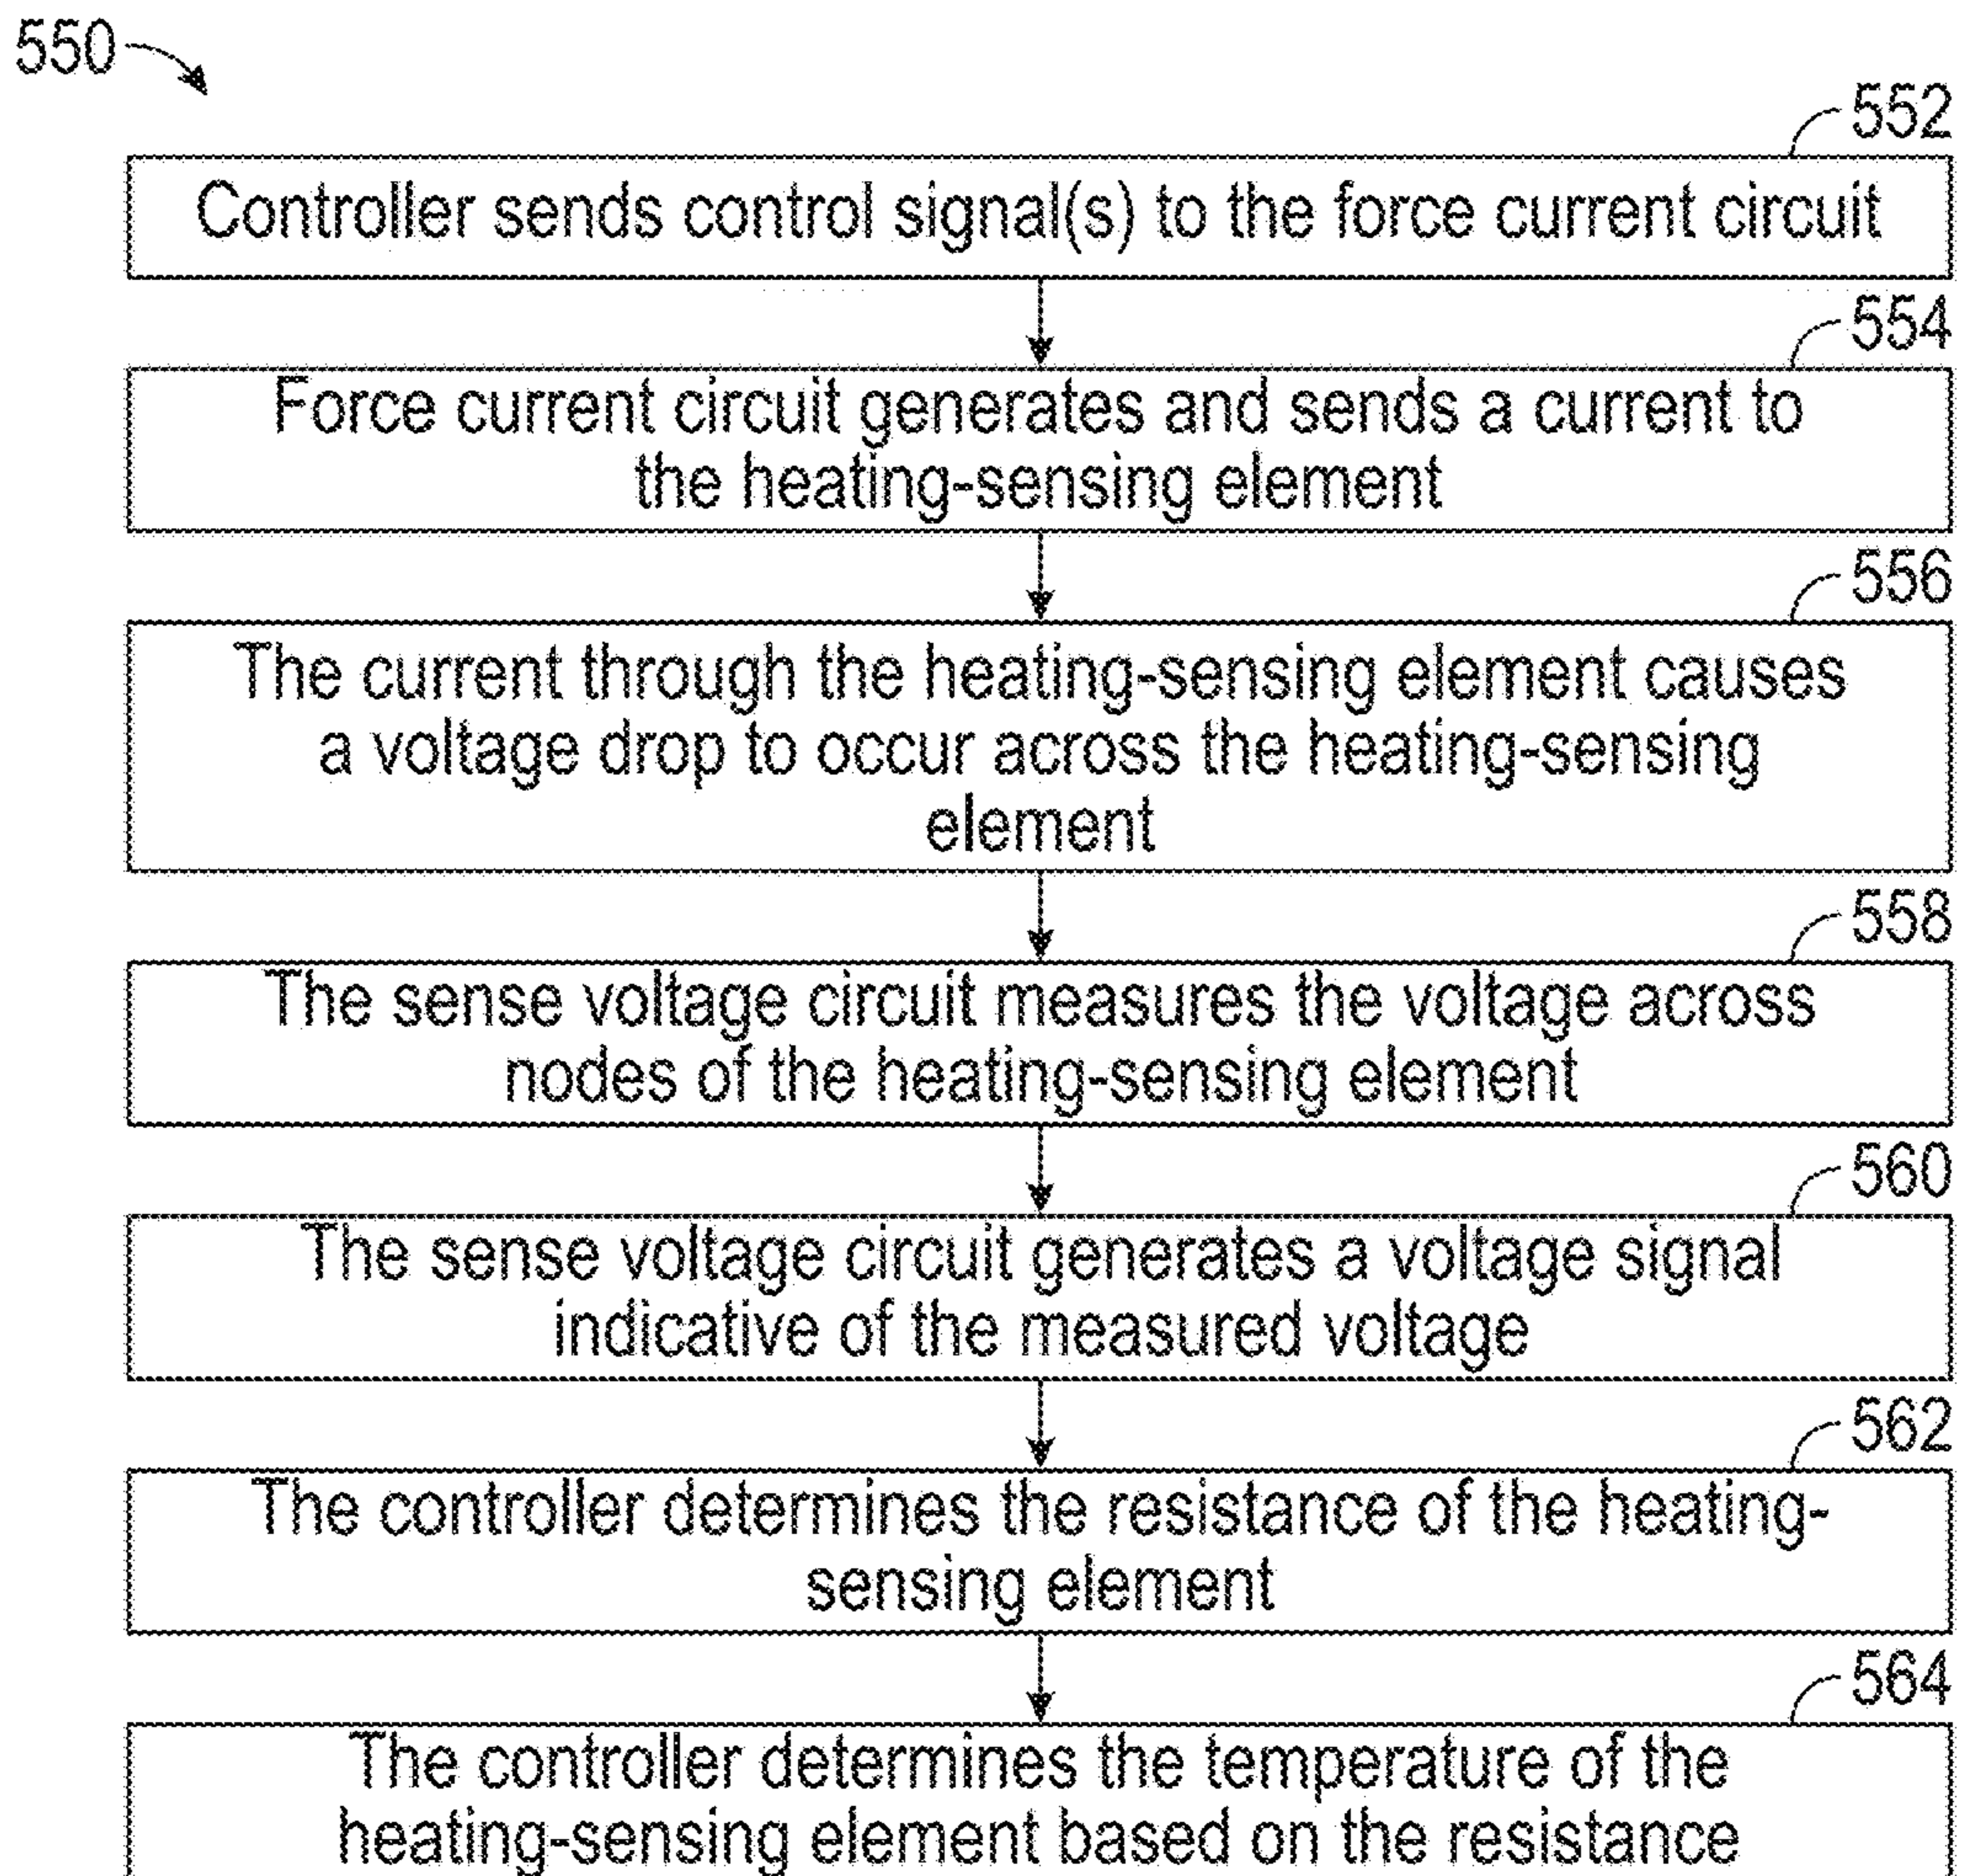 550
552
Controller sends control signal(s) to the force current circuit
554
Force current circuit generates and sends a current to
the heating-sensing element
556
The current through the heating-sensing element causes
a voltage drop to occur across the heating-sensing
element
558
The sense voltage circuit measures the voltage across
nodes of the heating-sensing element
560
The sense voltage circuit generates a voltage signal
indicative of the measured voltage
562
The controller determines the resistance of the heating-
sensing element
564
The controller determines the temperature of the
heating-sensing element based on the resistance